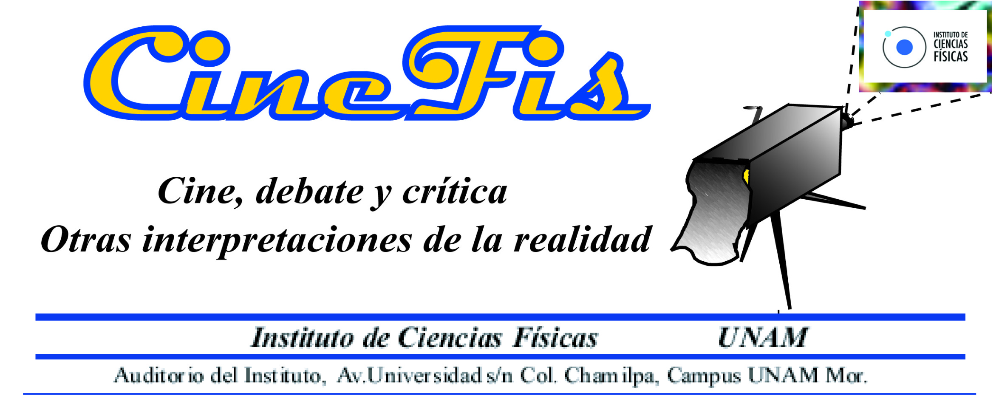 CineFis
INSTITUTO DE
CIENCIAS
FÍSICAS
Cine, debate y crítica
Otras interpretaciones de la realidad
Instituto de Ciencias Físicas UNAM
Auditorio del Instituto, Av.Universidad s/n Col. Chamilpa, Campus UNAM Mor.